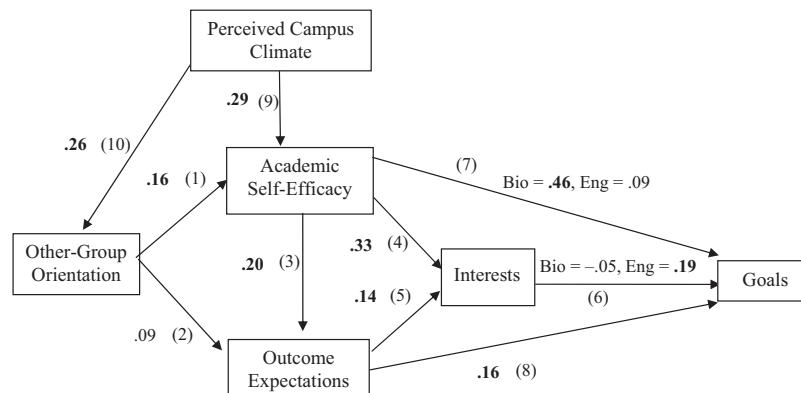 Perceived Campus
Climate
.29 (9)
.26 (10)
Academic
Self-Efficacy
(7)
Bio = .46, Eng = .09
.16 (1)
Other-Group
Orientation
.20 (3)
.33 (4)
Interests
Bio = –.05, Eng = .19
(6)
Goals
.14 (5)
.09 (2)
Outcome
Expectations
.16 (8)